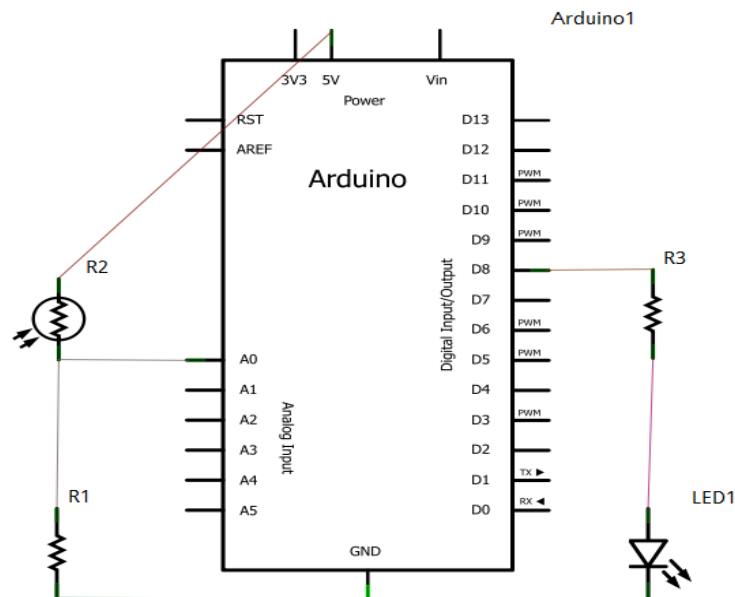 Arduino1
3V3 5V Vin
Power
RST D13
AREF D12
Arduino
D11 PWM
D10 PWM
D9 PWM
R2 D8 R3
D7
D6 PWM
Digital Input/Output
A0 D5 PWM
A1 D4
A2 D3 PWM
Analog Input
A3 D2
A4 D1 TX ►
R1 A5 D0 RX ◄ LED1
GND